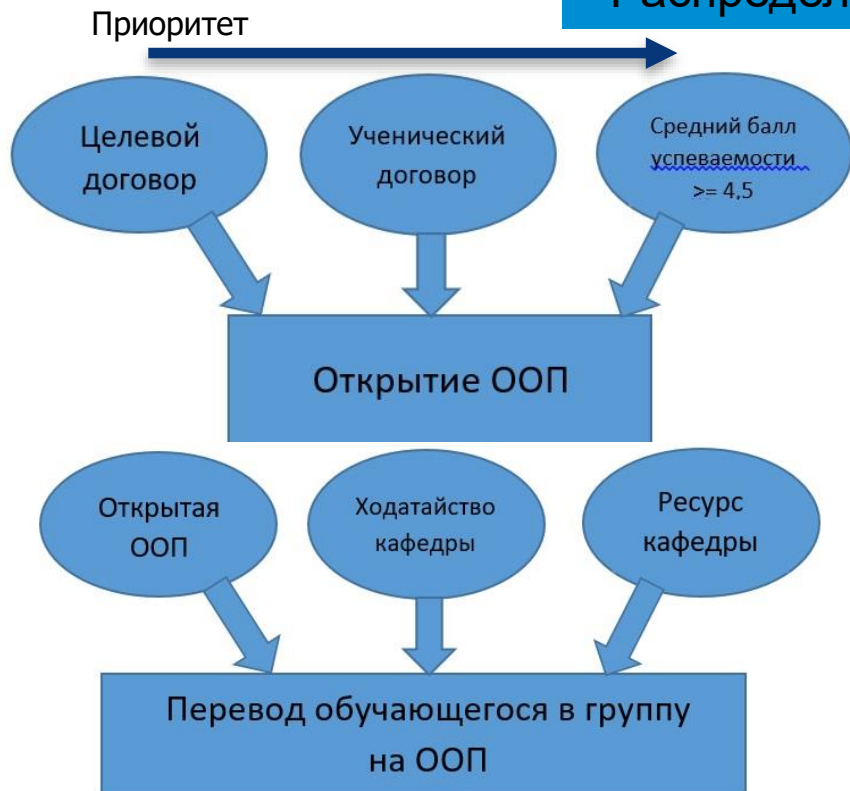 Приоритет
Целевой
договор
Ученический
договор
Средний балл
успеваемости
>= 4,5
Открытие ООП
Открытая
ООП
Ходатайство
кафедры
Ресурс
кафедры
Перевод обучающегося в группу
на ООП